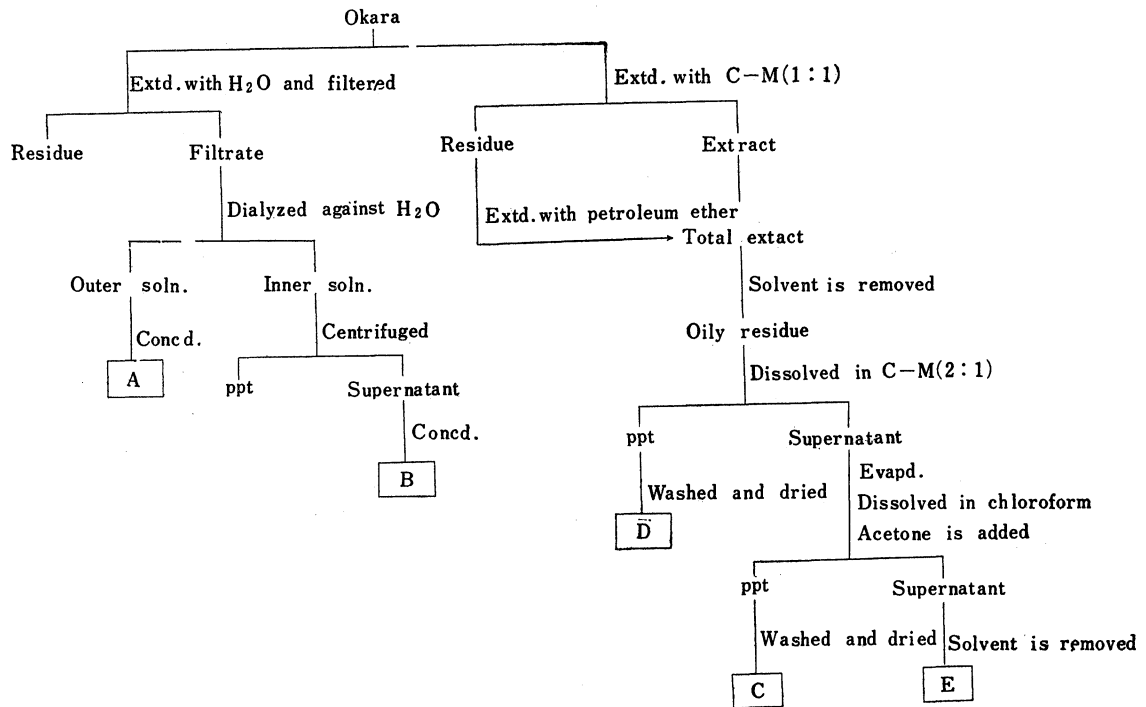 Okara
Extd. with H₂O and filtered
Extd. with C-M(1:1)
Residue
Filtrate
Residue
Extract
Dialyzed against H₂O
Extd. with petroleum ether
Total extact
Outer soln.
Inner soln.
Solvent is removed
Concd.
Centrifuged
Oily residue
A
ppt
Supernatant
Dissolved in C-M(2:1)
Concd.
B
ppt
Supernatant
Washed and dried
Evapd.
Dissolved in chloroform
Acetone is added
D
ppt
Supernatant
Washed and dried
Solvent is removed
C
E